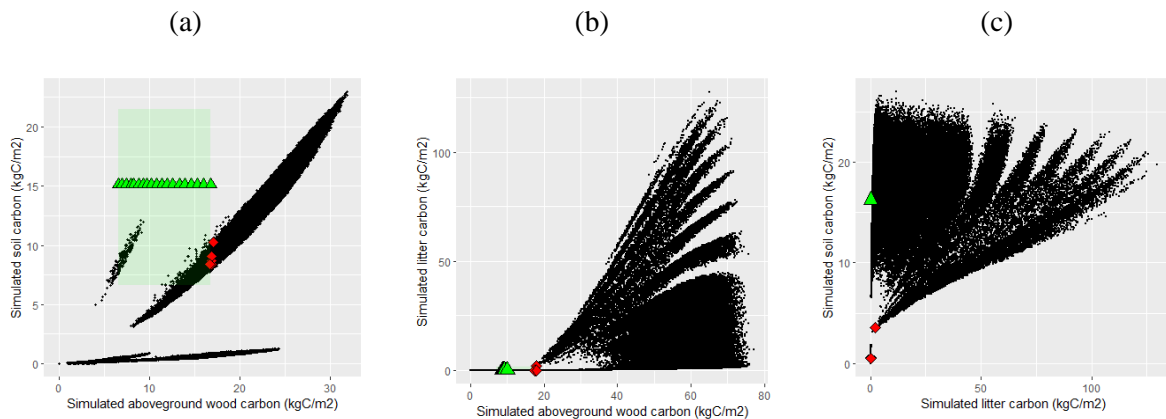 (a)
(b)
(c)
Simulated soil carbon (kgC/m2)
20
15
10
5
0
0
10
20
30
Simulated aboveground wood carbon (kgC/m2)
Simulated litter carbon (kgC/m2)
100
50
0
0
20
40
60
80
Simulated aboveground wood carbon (kgC/m2)
Simulated soil carbon (kgC/m2)
20
10
0
0
50
100
Simulated litter carbon (kgC/m2)